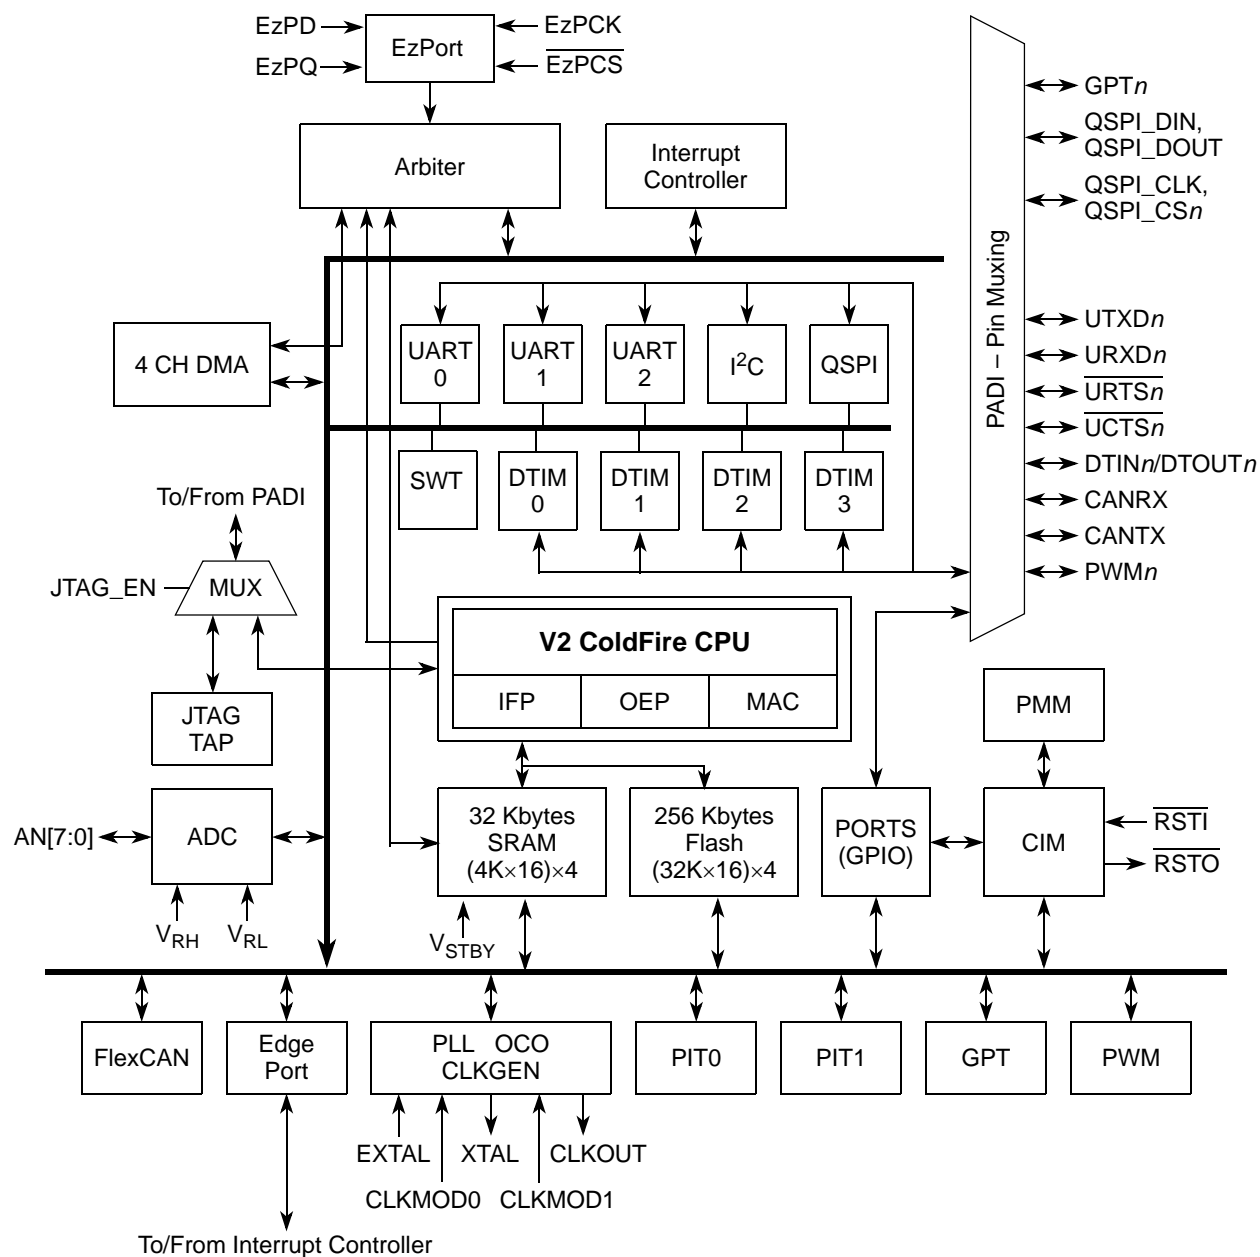 EzPD
EzPCK
EzPort
EzPQ
EzPCS
Arbiter
Interrupt
Controller
PADI – Pin Muxing
GPTn
QSPI_DIN,
QSPI_DOUT
QSPI_CLK,
QSPI_CSn
UTXDn
URXDn
URTSn
UCTSn
DTINn/DTOUTn
CANRX
CANTX
PWMn
4 CH DMA
UART
0
UART
1
UART
2
I²C
QSPI
SWT
DTIM
0
DTIM
1
DTIM
2
DTIM
3
To/From PADI
JTAG_EN
MUX
JTAG
TAP
V2 ColdFire CPU
IFP
OEP
MAC
PMM
AN[7:0]
ADC
VRH
VRL
32 Kbytes
SRAM
(4K×16)×4
VSTBY
256 Kbytes
Flash
(32K×16)×4
PORTS
(GPIO)
CIM
RSTI
RSTO
FlexCAN
Edge
Port
PLL OCO
CLKGEN
PIT0
PIT1
GPT
PWM
EXTAL
XTAL
CLKOUT
CLKMOD0
CLKMOD1
To/From Interrupt Controller